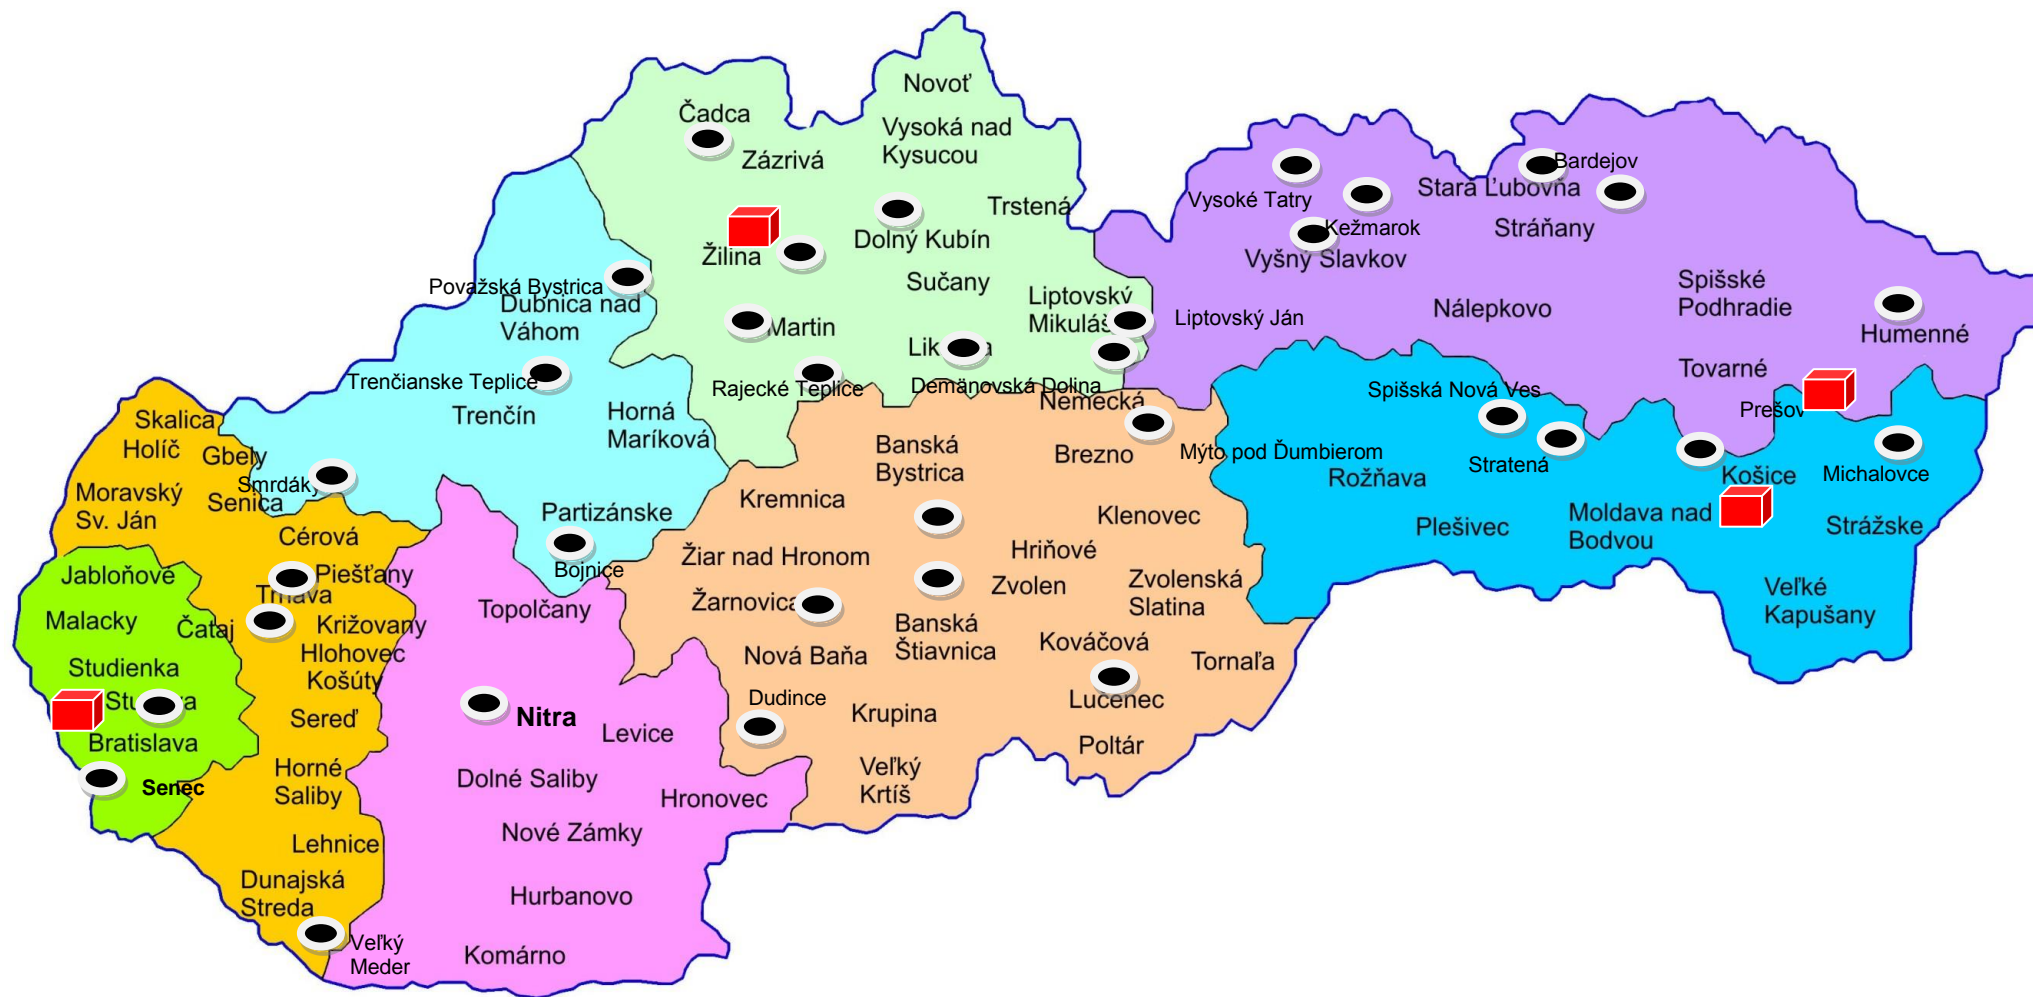 Novoť
Čadca
Vysoká nad
Kysucou
Zázrivá
Trstená
Dolný Kubín
Žilina
Sučany
Liptovský
Mikuláš
Martin
Rajecké Teplice
Demänovská Dolina
Považská Bystrica
Dubnica nad
Váhom
Trenčianske Teplice
Trenčín
Horná
Maríková
Partizánske
Bojnice
Vysoké Tatry
Kežmarok
Vyšný Slavkov
Bardejov
Stará Ľubovňa
Stráňany
Spišské
Podhradie
Nálepkovo
Liptovský Ján
Humenné
Tovarné
Prešov
Spišská Nová Ves
Stratená
Rožňava
Košice
Michalovce
Plešivec
Moldava nad
Bodvou
Strážske
Veľké
Kapušany
Nemecká
Brezno
Mýto pod Ďumbierom
Banská
Bystrica
Kremnica
Klenovec
Žiar nad Hronom
Hriňové
Zvolen
Zvolenská
Slatina
Žarnovica
Banská
Štiavnica
Kováčová
Nová Baňa
Tornaľa
Dudince
Lučenec
Krupina
Poltár
Veľký
Krtíš
Skalica
Holíč
Gbely
Smrdáky
Moravský
Sv. Ján
Senica
Cérová
Piešťany
Trnava
Čataj
Križovany
Hlohovec
Košúty
Sereď
Horné
Saliby
Lehnice
Dunajská
Streda
Veľký
Meder
Jabloňové
Malacky
Studienka
Bratislava
Senec
Topolčany
Nitra
Levice
Dolné Saliby
Hronovec
Nové Zámky
Hurbanovo
Komárno